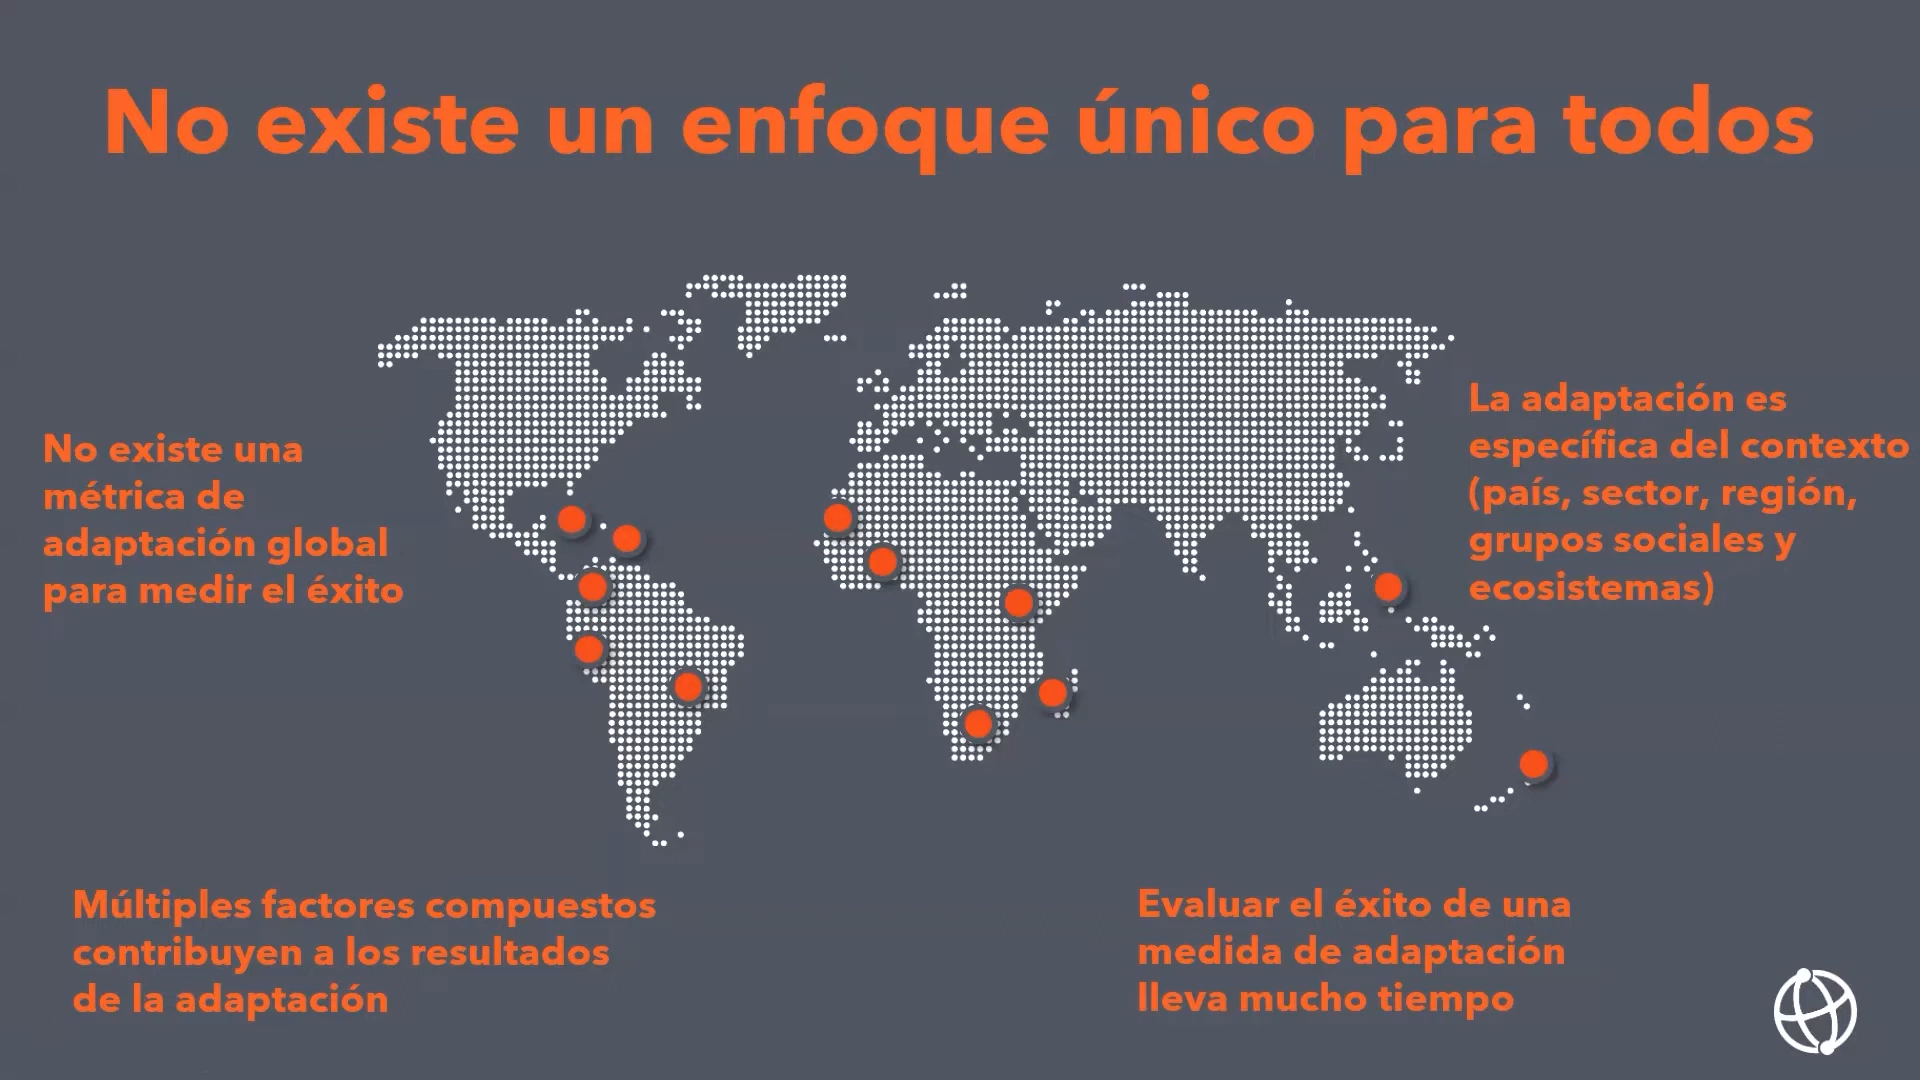 No existe un enfoque único para todos
No existe una
métrica de
adaptación global
para medir el éxito
La adaptación es
específica del contexto
(país, sector, región,
grupos sociales y
ecosistemas)
Múltiples factores compuestos
contribuyen a los resultados
de la adaptación
Evaluar el éxito de una
medida de adaptación
lleva mucho tiempo